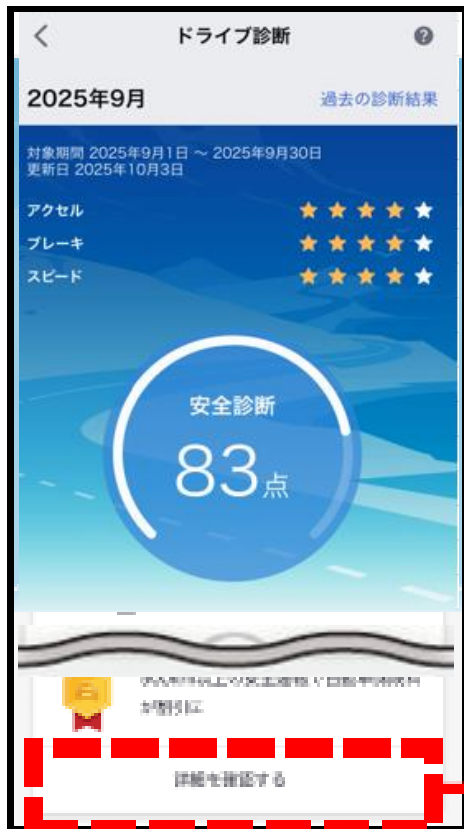 ドライブ診断
2025年9月
過去の診断結果
対象期間 2025年9月1日 ～ 2025年9月30日
更新日 2025年10月3日
アクセル
ブレーキ
スピード
安全診断
83点
詳細を確認する